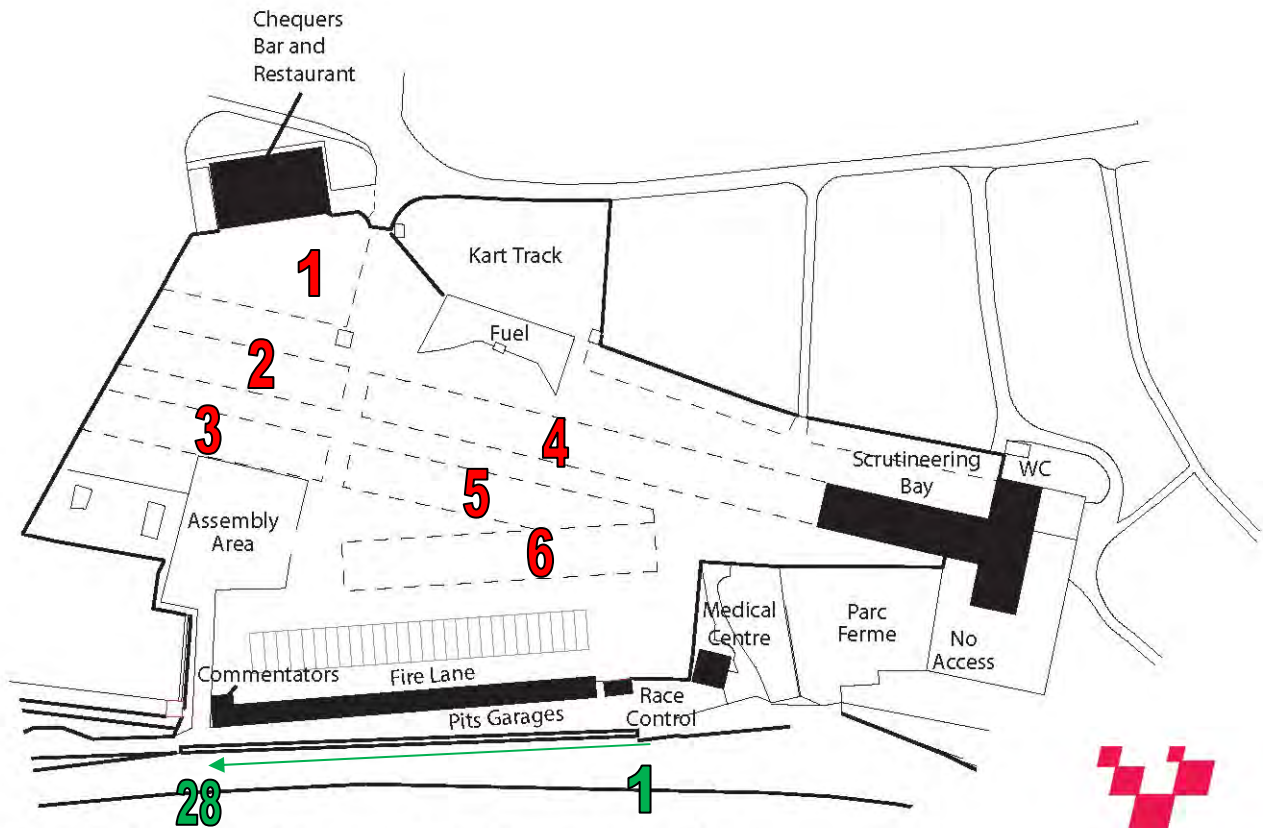 Chequers
Bar and
Restaurant
Kart Track
1
Fuel
2
3
4
Scrutineering
Bay
WC
5
Assembly
Area
6
Medical
Centre
Parc
Ferme
No
Access
Commentators
Fire Lane
Race
Control
Pits Garages
28
1